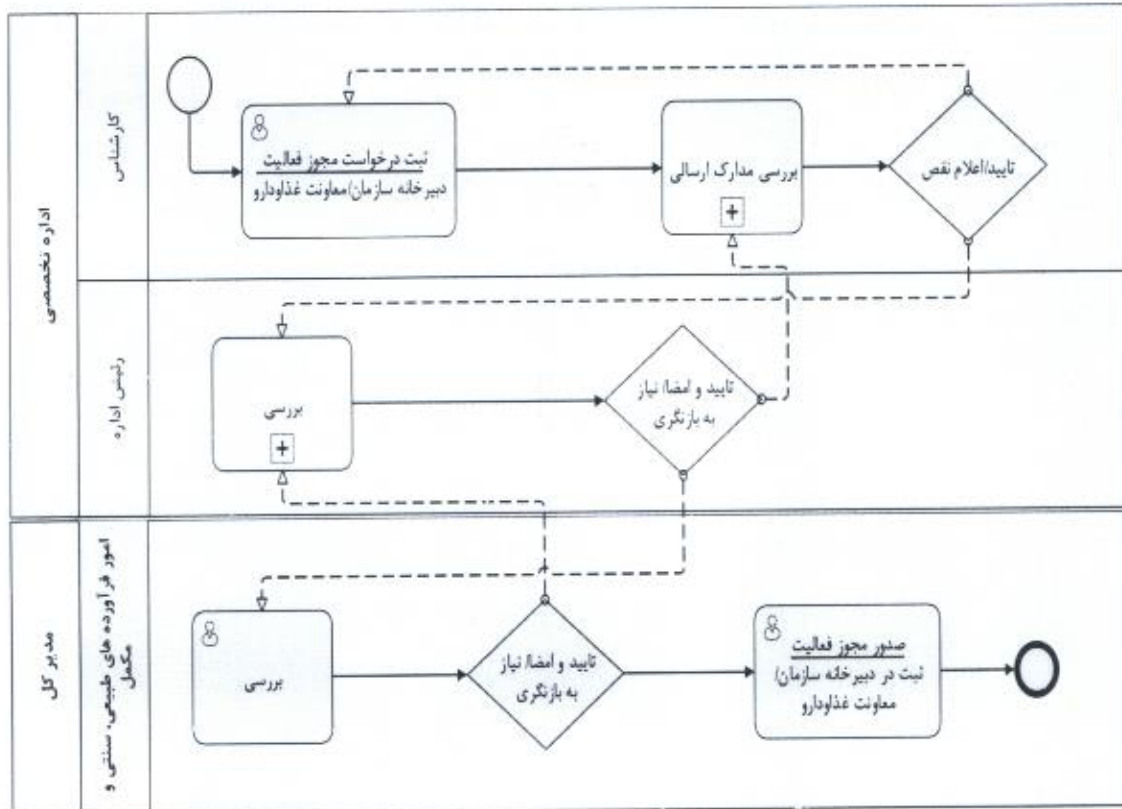 اداره تخصصی
کارشناس
ثبت درخواست مجوز فعالیت
دبیرخانه سازمان/معاونت غذاودارو
بررسی مدارک ارسالی
تایید/اعلام نقص
رئیس اداره
بررسی
تایید و امضا/ نیاز
به بازنگری
مدیر کل
امور فرآورده های طبیعی، سنتی و
مکمل
بررسی
تایید و امضا/ نیاز
به بازنگری
صدور مجوز فعالیت
ثبت در دبیرخانه سازمان/
معاونت غذاودارو